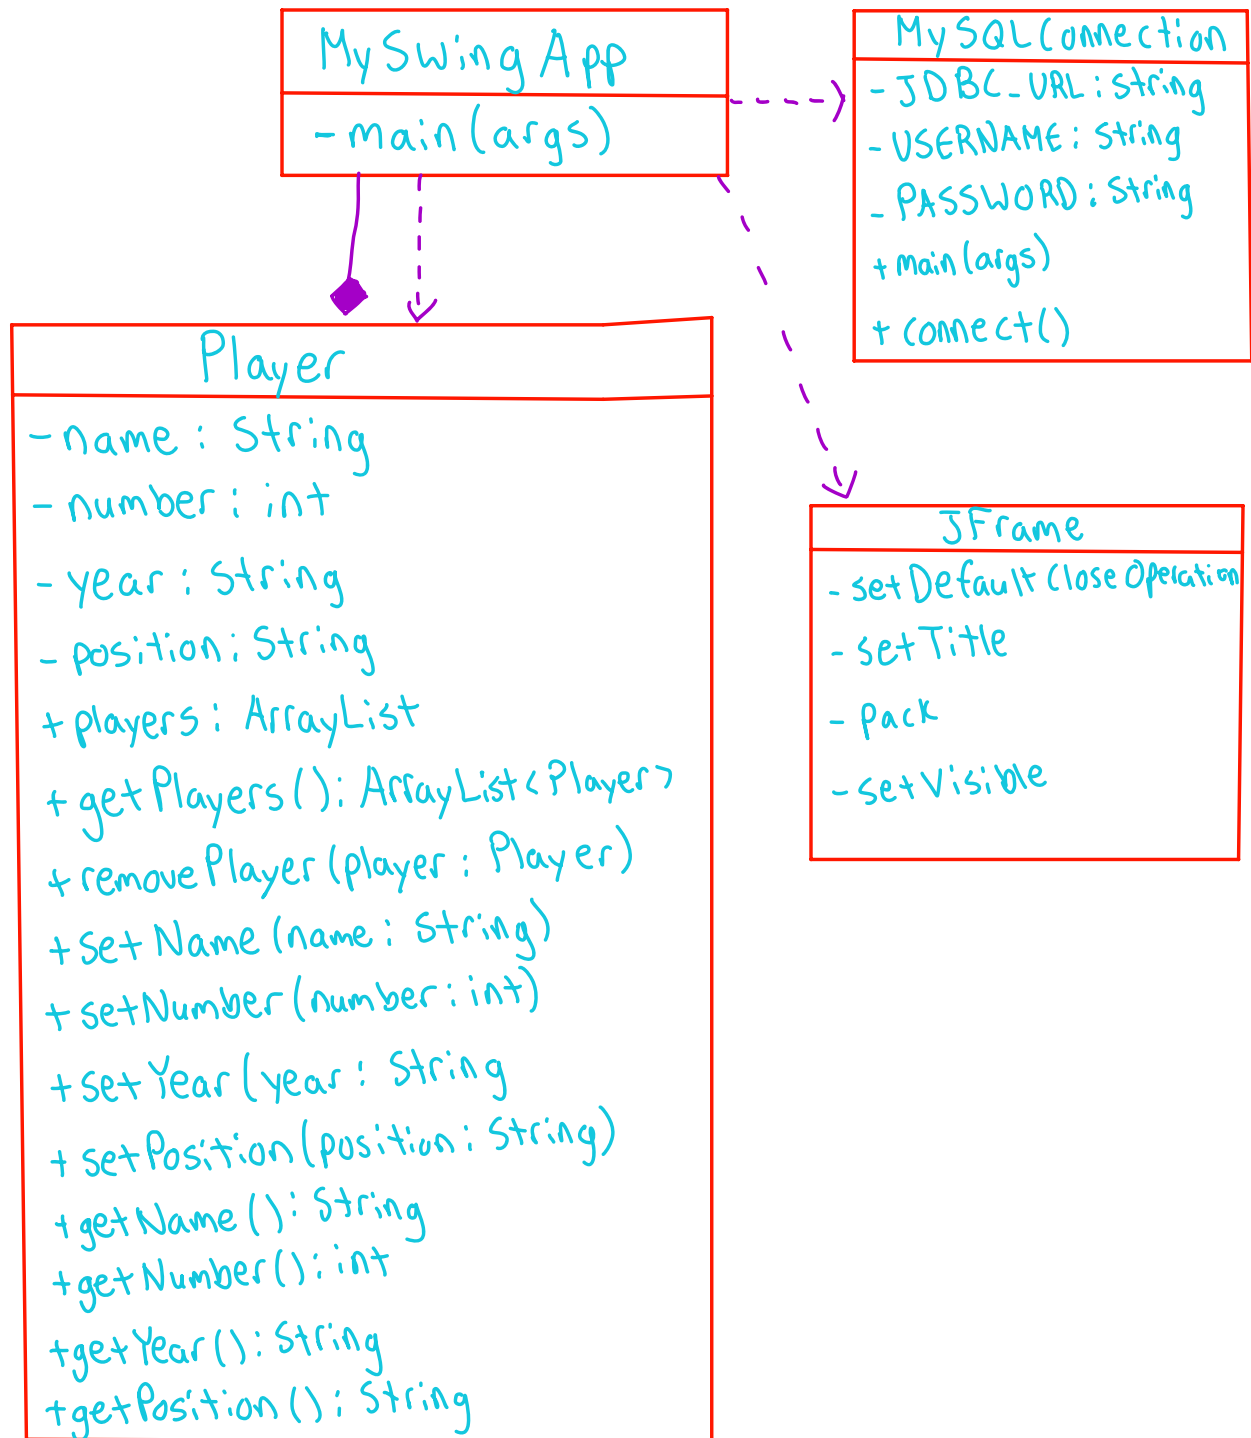 MySwingApp
-main(args)
MySQLConnection
-JDBC_URL: String
-USERNAME: String
-PASSWORD: String
+main(args)
+connect()
Player
-name: String
-number: int
-year: String
-position: String
+players: ArrayList
+getPlayers(): ArrayList<Player>
+removePlayer(player: Player)
+setName(name: String)
+setNumber(number: int)
+setYear(year: String
+setPosition(position: String)
+getName(): String
+getNumber(): int
+getYear(): String
+getPosition(): String
JFrame
-setDefaultCloseOperation
-setTitle
-pack
-setVisible